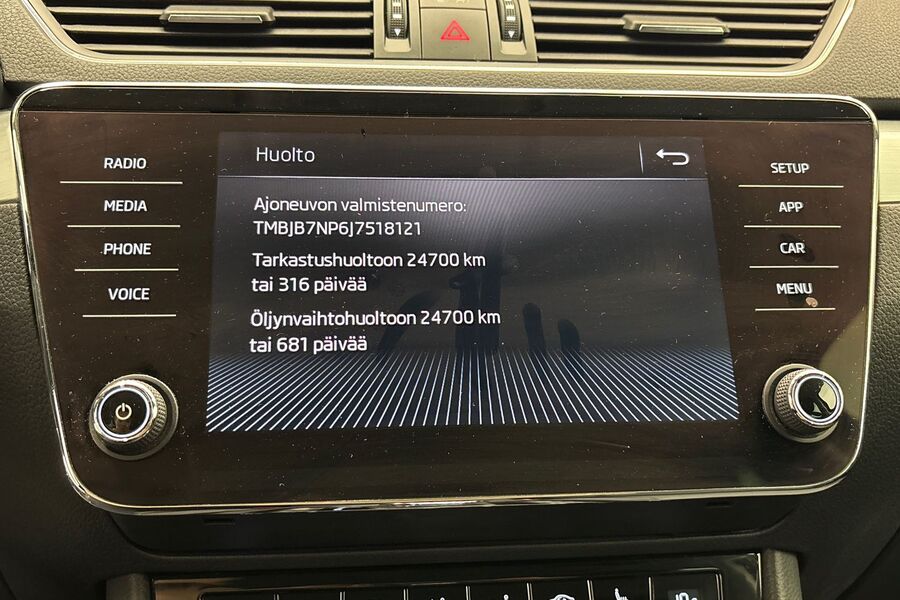 Huolto
Ajoneuvon valmistenumero:
TMBJB7NP6J7518121
Tarkastushuoltoon 24700 km
tai 316 päivää
Öljynvaihtohuoltoon 24700 km
tai 681 päivää
RADIO
MEDIA
PHONE
VOICE
SETUP
APP
CAR
MENU